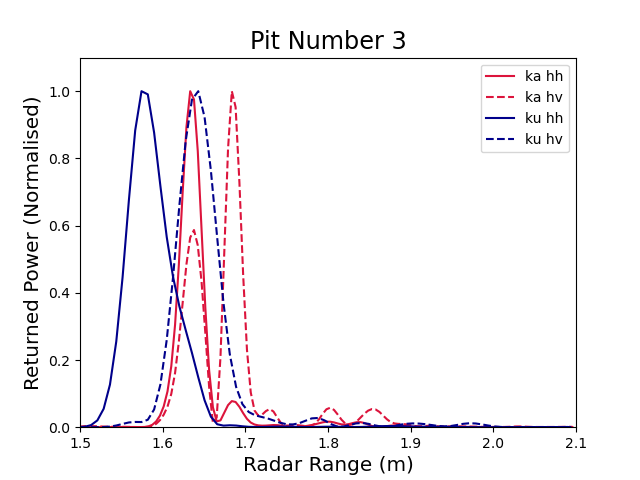 Pit Number 3
ka hh
ka hv
ku hh
ku hv
Returned Power (Normalised)
1.0
0.8
0.6
0.4
0.2
0.0
1.5 1.6 1.7 1.8 1.9 2.0 2.1
Radar Range (m)